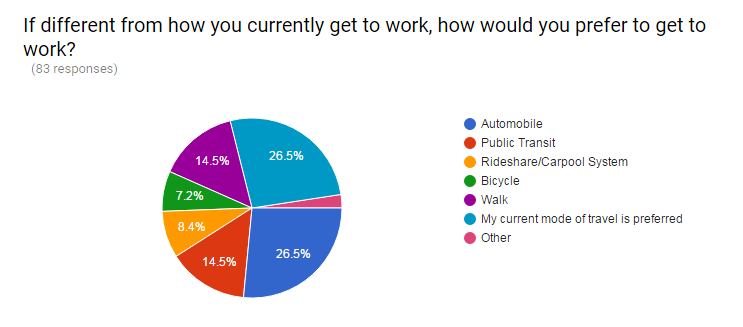 If different from how you currently get to work, how would you prefer to get to
work?
(83 responses)
Automobile
Public Transit
Rideshare/Carpool System
Bicycle
Walk
My current mode of travel is preferred
Other
26.5%
14.5%
7.2%
8.4%
14.5%
26.5%